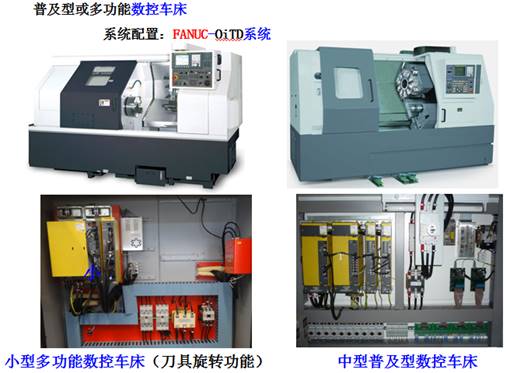 普及型或多功能数控车床
系统配置：FANUC-OiTD系统
小型多功能数控车床（刀具旋转功能）
中型普及型数控车床